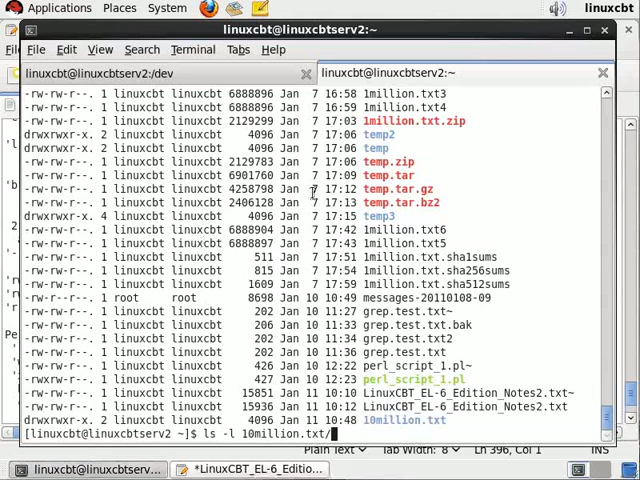 Applications Places System linuxcbt
linuxcbt@linuxcbtserv2:~
File Edit View Search Terminal Tabs Help
linuxcbt@linuxcbtserv2:/dev linuxcbt@linuxcbtserv2:~
-rw-rw-r--. 1 linuxcbt linuxcbt 6888896 Jan 7 16:58 1million.txt3
-rw-rw-r--. 1 linuxcbt linuxcbt 6888896 Jan 7 16:59 1million.txt4
-rw-rw-r--. 1 linuxcbt linuxcbt 2129299 Jan 7 17:03 1million.txt.zip
drwxrwxr-x. 2 linuxcbt linuxcbt 4096 Jan 7 17:06 temp2
drwxrwxr-x. 2 linuxcbt linuxcbt 4096 Jan 7 17:06 temp
-rw-rw-r--. 1 linuxcbt linuxcbt 2129783 Jan 7 17:06 temp.zip
-rw-rw-r--. 1 linuxcbt linuxcbt 6901760 Jan 7 17:09 temp.tar
-rw-rw-r--. 1 linuxcbt linuxcbt 4258798 Jan 7 17:12 temp.tar.gz
-rw-rw-r--. 1 linuxcbt linuxcbt 2406128 Jan 7 17:13 temp.tar.bz2
drwxrwxr-x. 4 linuxcbt linuxcbt 4096 Jan 7 17:15 temp3
-rw-rw-r--. 1 linuxcbt linuxcbt 6888904 Jan 7 17:42 1million.txt6
-rw-rw-r--. 1 linuxcbt linuxcbt 6888897 Jan 7 17:43 1million.txt5
-rw-rw-r--. 1 linuxcbt linuxcbt 511 Jan 7 17:51 1million.txt.sha1sums
-rw-rw-r--. 1 linuxcbt linuxcbt 815 Jan 7 17:54 1million.txt.sha256sums
-rw-rw-r--. 1 linuxcbt linuxcbt 1609 Jan 7 17:59 1million.txt.sha512sums
-rw-r--r--. 1 root root 8698 Jan 10 10:49 messages-20110108-09
-rw-rw-r--. 1 linuxcbt linuxcbt 202 Jan 10 11:27 grep.test.txt~
-rw-rw-r--. 1 linuxcbt linuxcbt 206 Jan 10 11:33 grep.test.txt.bak
-rw-rw-r--. 1 linuxcbt linuxcbt 202 Jan 10 11:34 grep.test.txt2
-rw-rw-r--. 1 linuxcbt linuxcbt 202 Jan 10 11:36 grep.test.txt
-rw-rw-r--. 1 linuxcbt linuxcbt 426 Jan 10 12:22 perl_script_1.pl~
-rwxrwxr--. 1 linuxcbt linuxcbt 427 Jan 10 12:23 perl_script_1.pl
-rw-rw-r--. 1 linuxcbt linuxcbt 15851 Jan 11 10:10 LinuxCBT_EL-6_Edition_Notes2.txt~
-rw-rw-r--. 1 linuxcbt linuxcbt 15936 Jan 11 10:12 LinuxCBT_EL-6_Edition_Notes2.txt
drwxrwxr-x. 2 linuxcbt linuxcbt 4096 Jan 11 10:48 10million.txt
[linuxcbt@linuxcbtserv2 ~]$ ls -l 10million.txt/
Plain Text Tab Width: 8 Ln 396, Col 1 INS
linuxcbt@linuxcbtserv2:~ *LinuxCBT_EL-6_Editio...